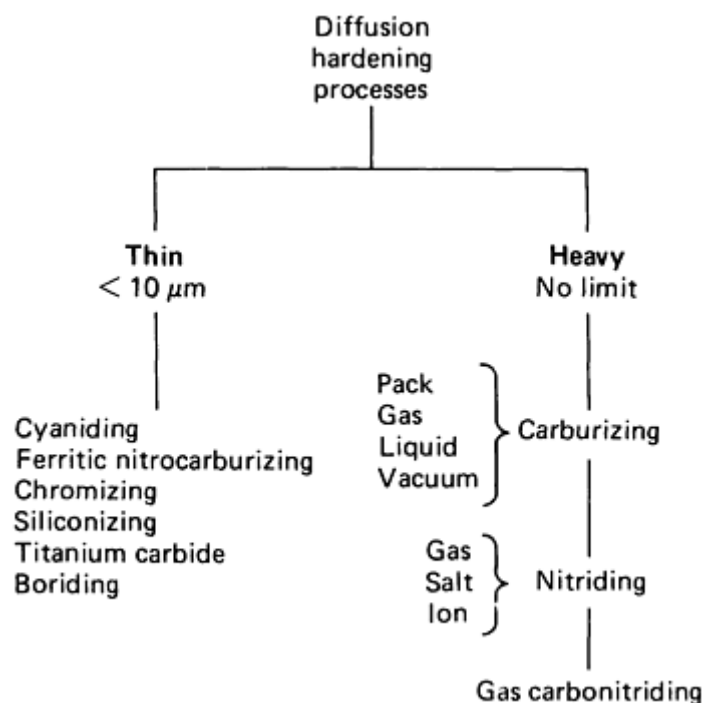 Diffusion
hardening
processes
Thin
< 10 μm
Cyaniding
Ferritic nitrocarburizing
Chromizing
Siliconizing
Titanium carbide
Boriding
Heavy
No limit
Pack
Gas
Liquid
Vacuum
Carburizing
Gas
Salt
Ion
Nitriding
Gas carbonitriding